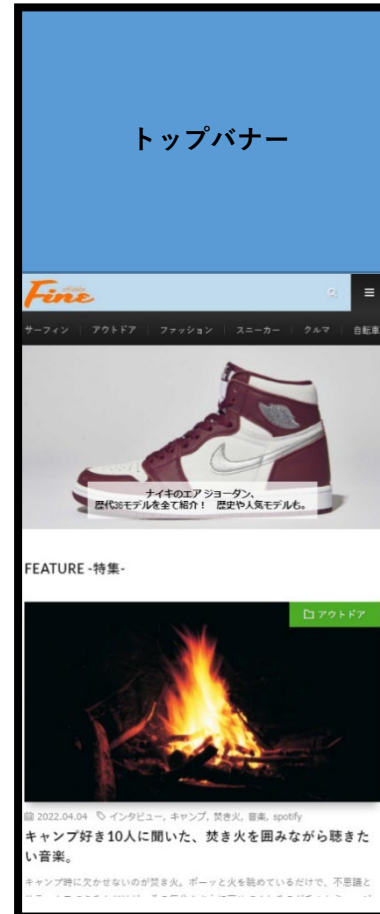 トップバナー
Fine
サーフィン アウトドア ファッション スニーカー クルマ 自転車
ナイキのエア ジョーダン、
歴代36モデルを全て紹介！ 歴史や人気モデルも。
FEATURE -特集-
アウトドア
2022.04.04 インタビュー, キャンプ, 焚き火, 音楽, spotify
キャンプ好き10人に聞いた、焚き火を囲みながら聴きた
い音楽。
キャンプ時に欠かせないのが焚き火。ボーッと火を眺めているだけで、不思議と